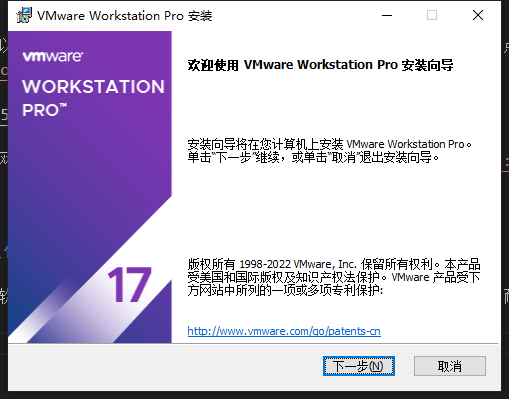 VMware Workstation Pro 安装
vmware
WORKSTATION
PRO™
17
欢迎使用 VMware Workstation Pro 安装向导
安装向导将在您计算机上安装 VMware Workstation Pro。
单击“下一步”继续，或单击“取消”退出安装向导。
版权所有 1998-2022 VMware, Inc. 保留所有权利。本产品
受美国和国际版权及知识产权法保护。VMware 产品受下
方网站中所列的一项或多项专利保护:
http://www.vmware.com/go/patents-cn
下一步(N)
取消